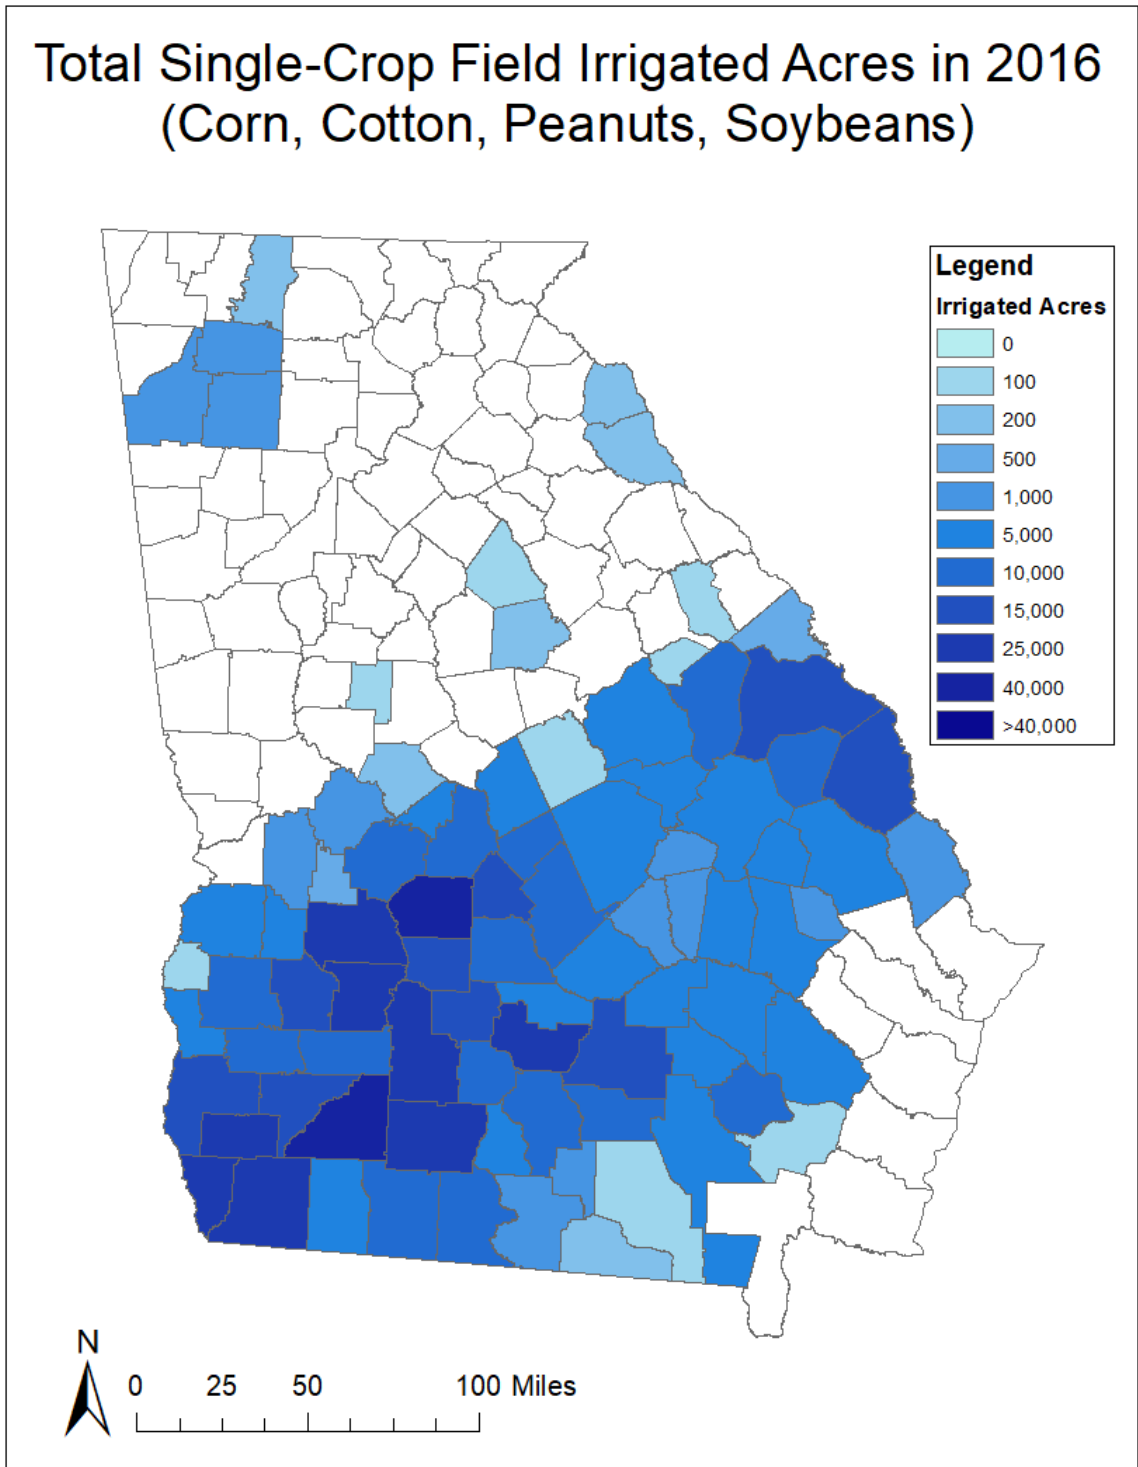 Total Single-Crop Field Irrigated Acres in 2016
(Corn, Cotton, Peanuts, Soybeans)
Legend
Irrigated Acres
0
100
200
500
1,000
5,000
10,000
15,000
25,000
40,000
>40,000
N
0 25 50 100 Miles